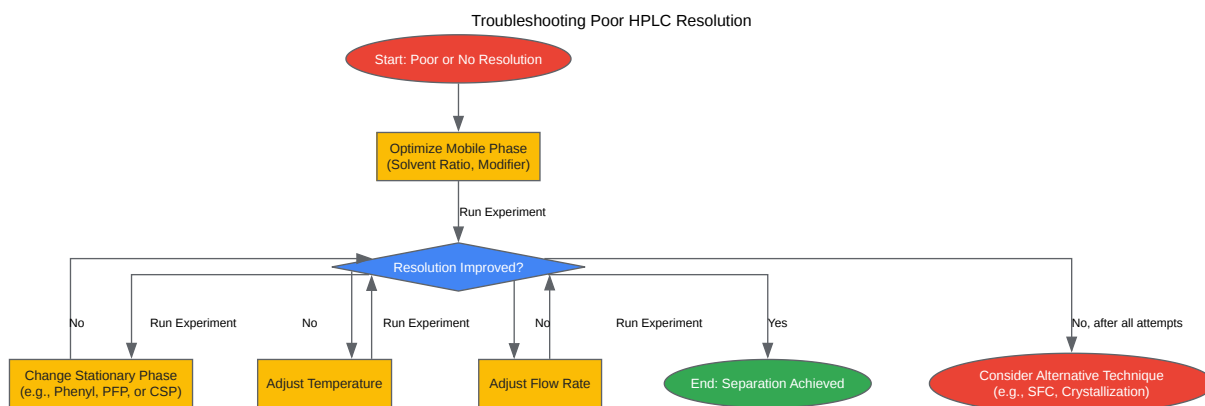 Troubleshooting Poor HPLC Resolution
Start: Poor or No Resolution
Optimize Mobile Phase
(Solvent Ratio, Modifier)
Run Experiment
Resolution Improved?
No
Run Experiment
No
Run Experiment
No
Run Experiment
Yes
No, after all attempts
Change Stationary Phase
(e.g., Phenyl, PFP, or CSP)
Adjust Temperature
Adjust Flow Rate
End: Separation Achieved
Consider Alternative Technique
(e.g., SFC, Crystallization)